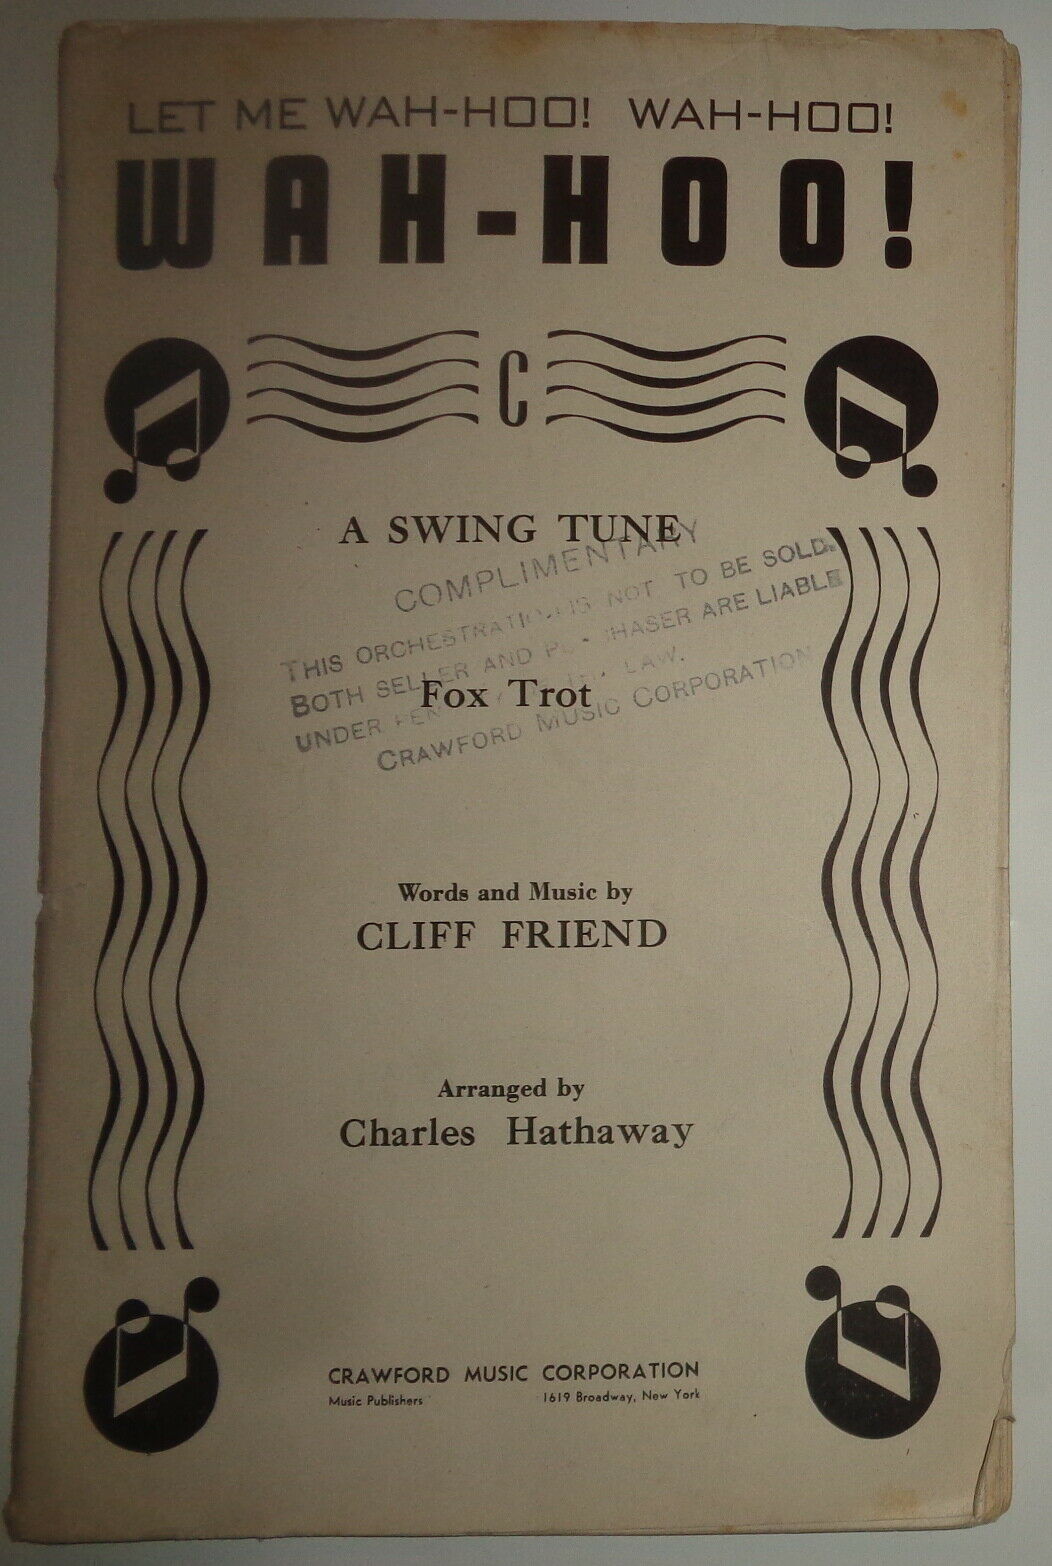 LET ME WAH-HOO! WAH-HOO!
WAH-HOO!
C
A SWING TUNE
COMPLIMENTARY
THIS ORCHESTRATION IS NOT TO BE SOLD.
BOTH SELLER AND PURCHASER ARE LIABLE
UNDER LAW.
CRAWFORD MUSIC CORPORATION
Fox Trot
Words and Music by
CLIFF FRIEND
Arranged by
Charles Hathaway
CRAWFORD MUSIC CORPORATION
Music Publishers 1619 Broadway, New York